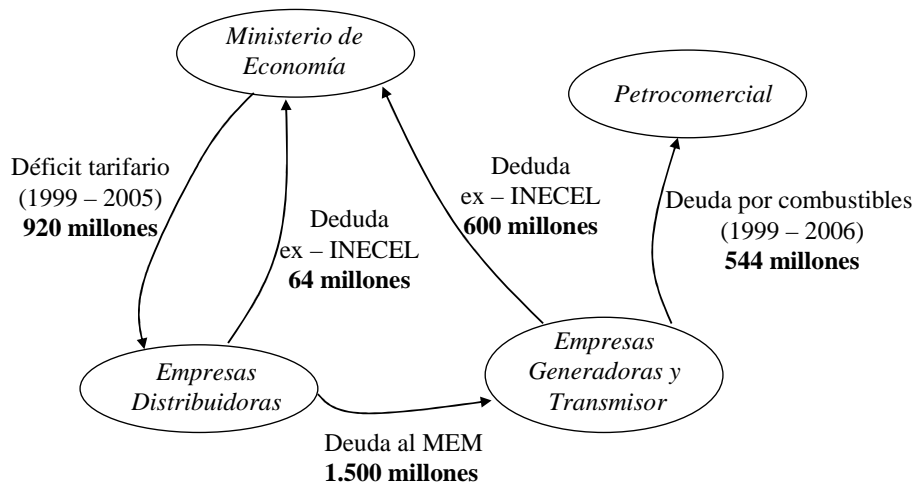 Ministerio de
Economía
Petrocomercial
Déficit tarifario
(1999 – 2005)
920 millones
Deduda
ex – INECEL
64 millones
Deduda
ex – INECEL
600 millones
Deuda por combustibles
(1999 – 2006)
544 millones
Empresas
Distribuidoras
Empresas
Generadoras y
Transmisor
Deuda al MEM
1.500 millones